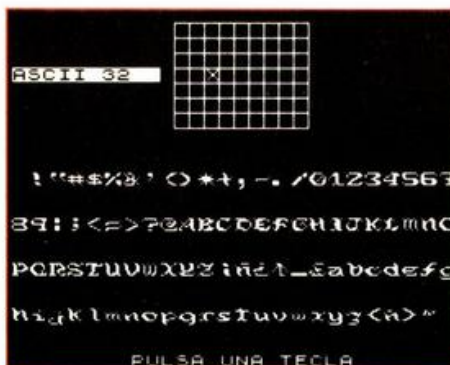 ASCII 32
! "#$%&'()*+,-./01234567
89:;<=>?@ABCDEFGHIJKLMNO
PQRSTUVWXYZ¡ñ¿↑_£abcdefg
hijklmnopqrstuvwxyz<ñ>~
PULSA UNA TECLA